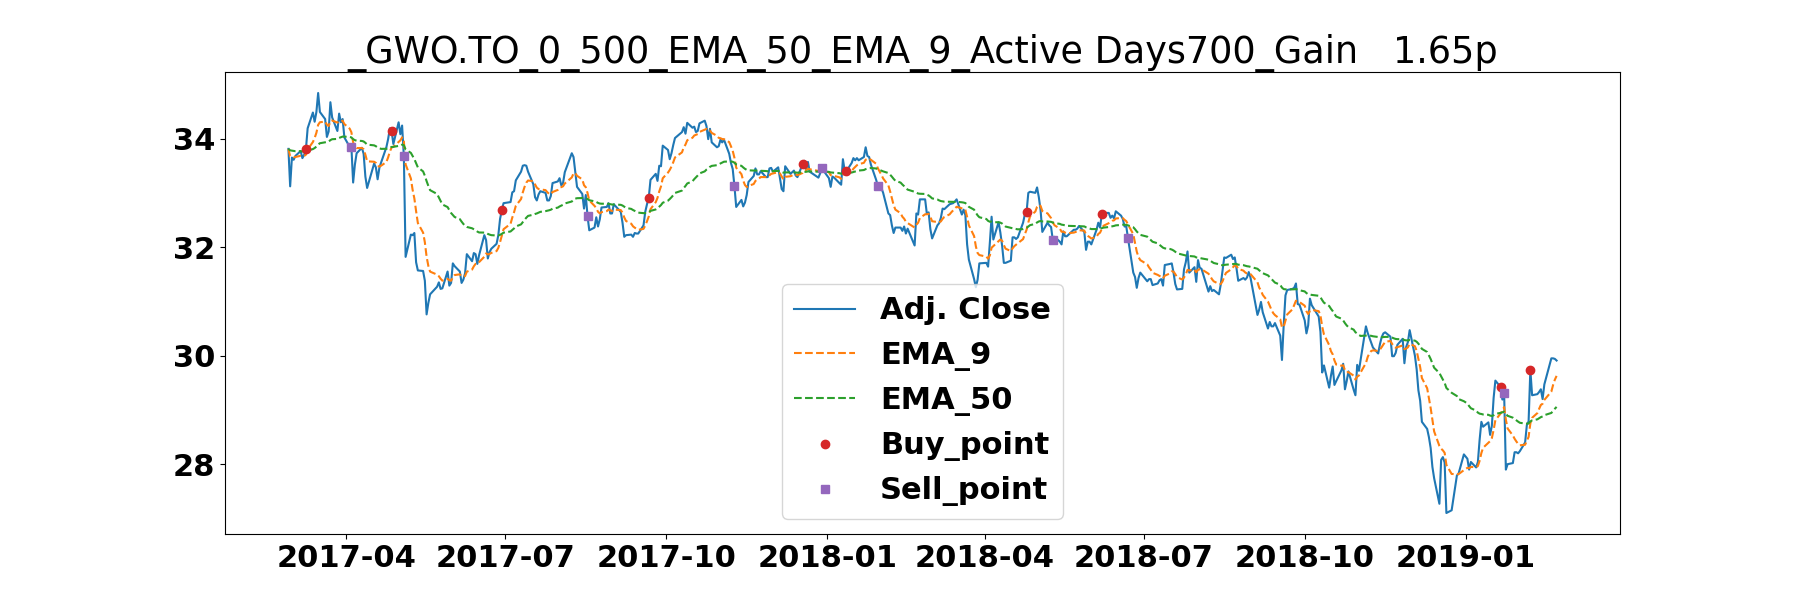 _GWO.TO_0_500_EMA_50_EMA_9_Active Days700_Gain   1.65p
34
32
30
28
Adj. Close
EMA_9
EMA_50
Buy_point
Sell_point
2017-04 2017-07 2017-10 2018-01 2018-04 2018-07 2018-10 2019-01